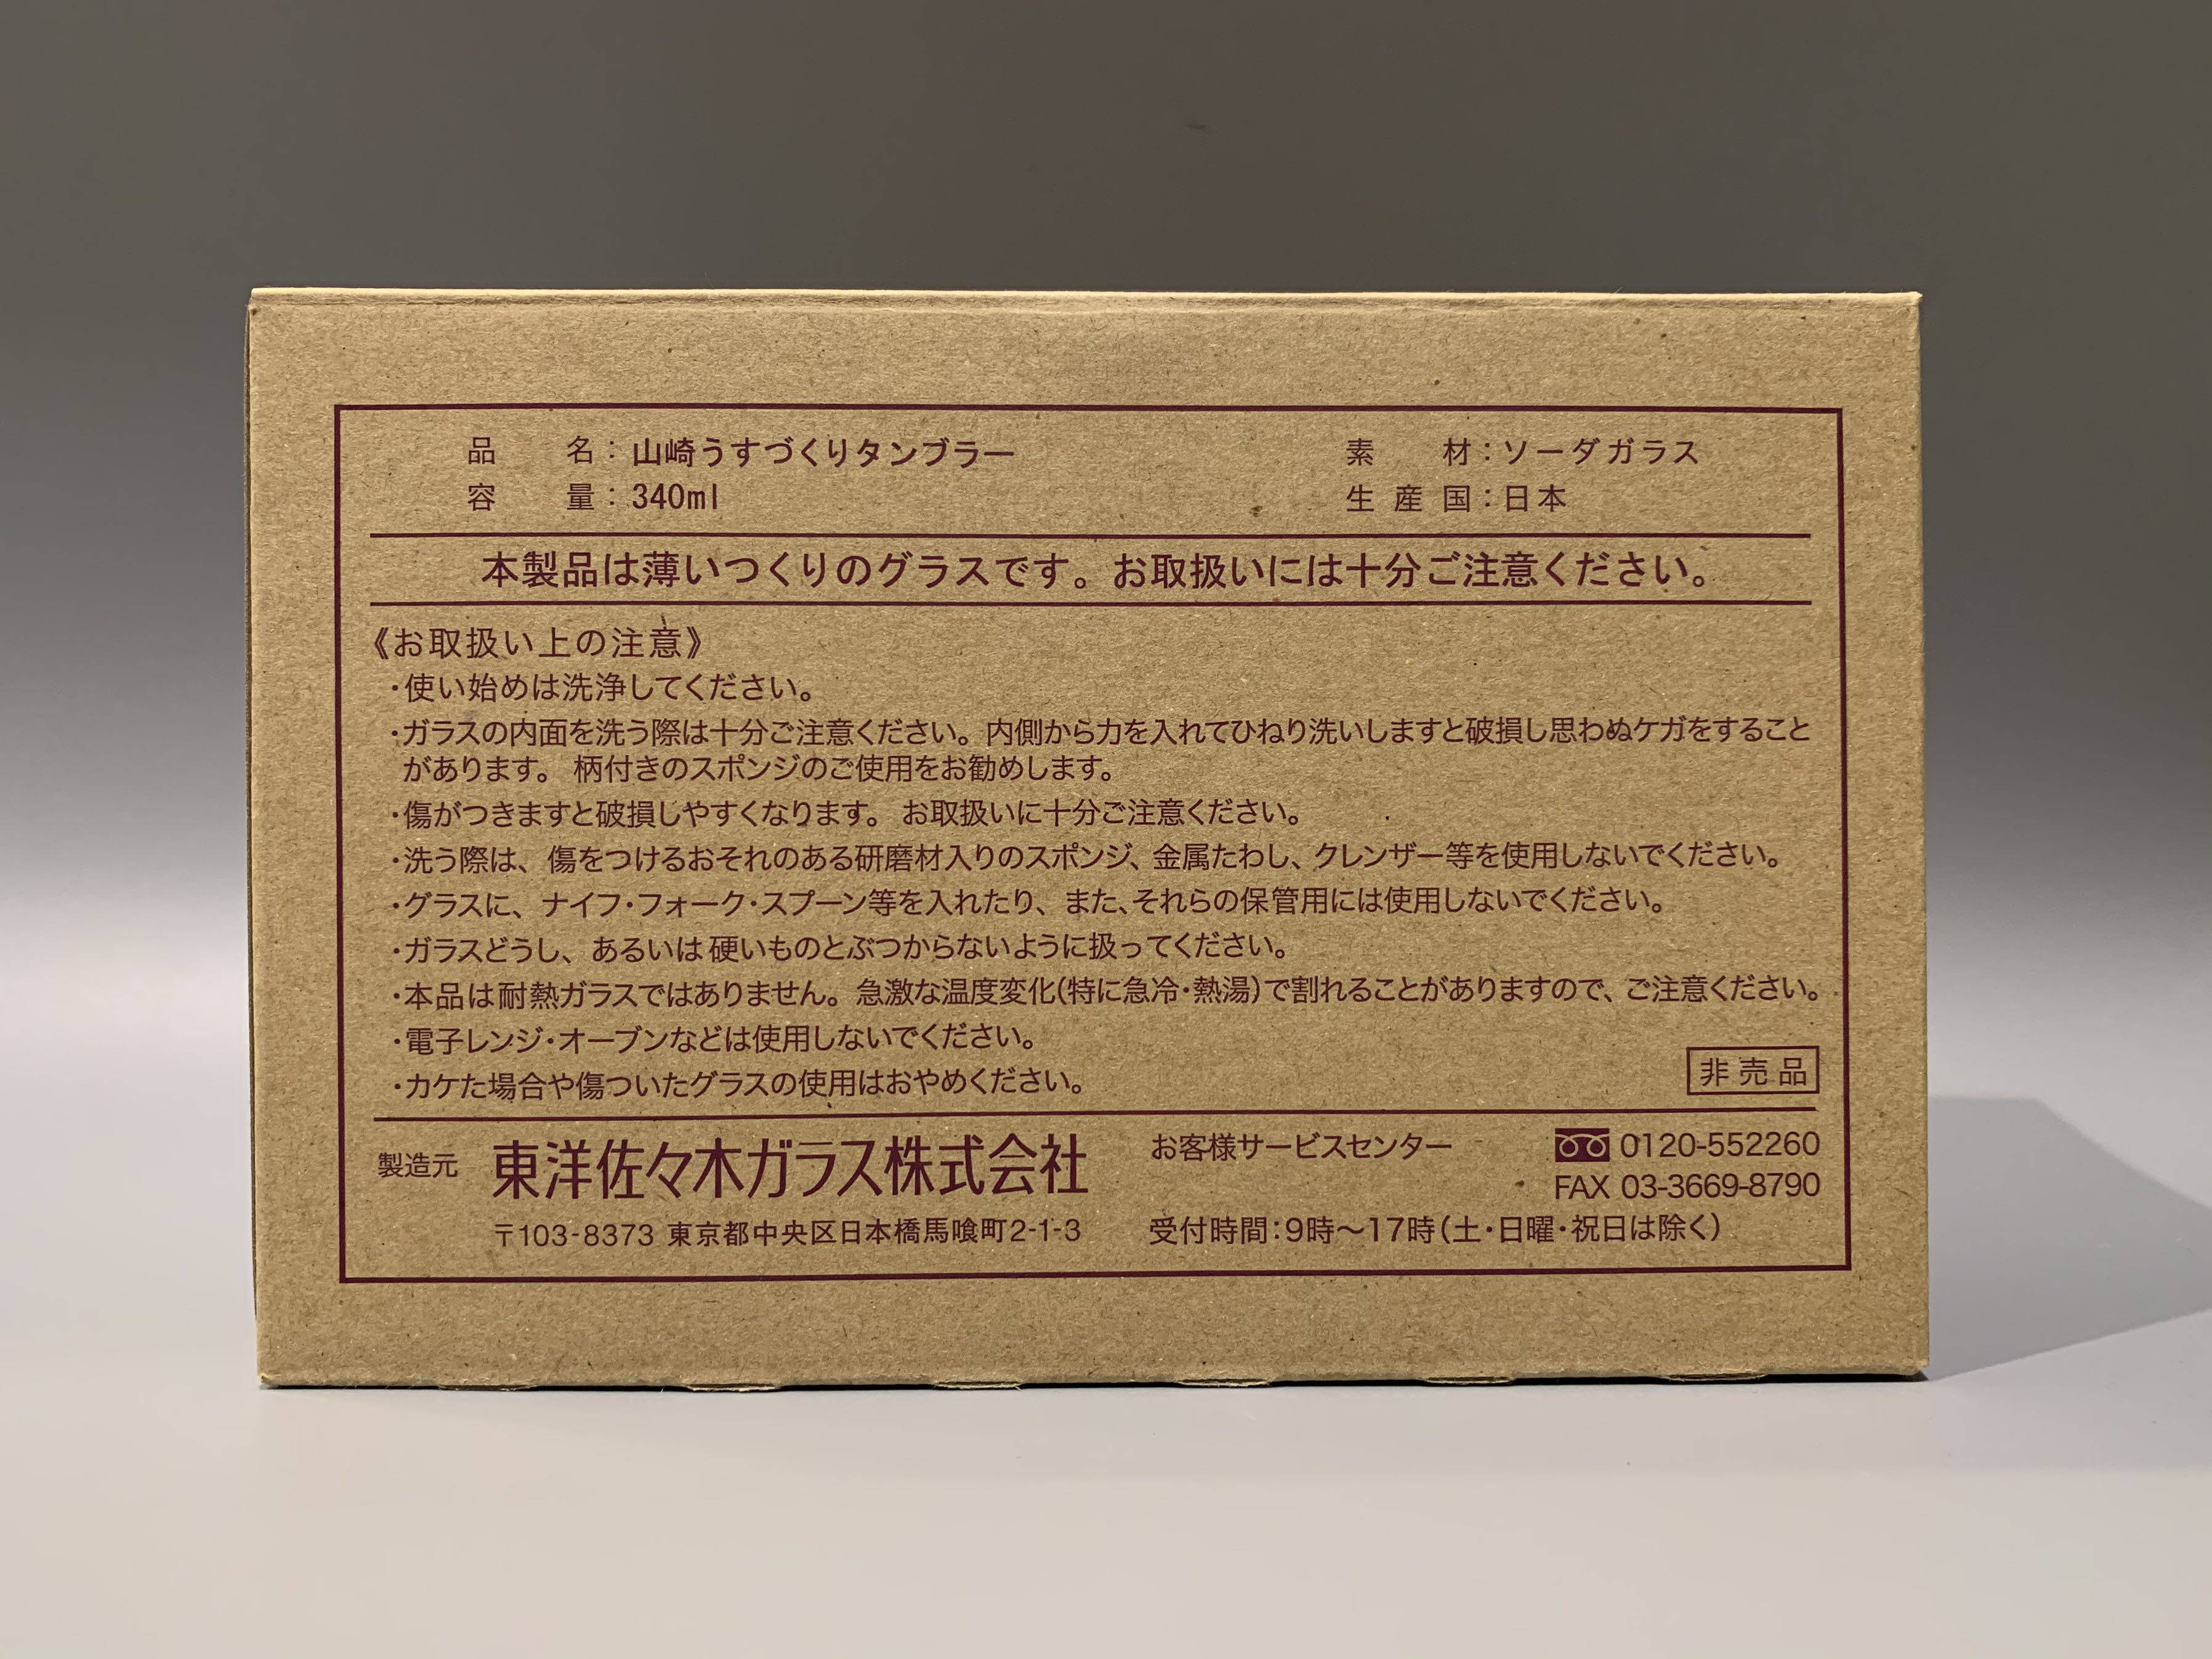 品名：山崎うすづくりタンブラー　素材：ソーダガラス
容量：340ml　生産国：日本
本製品は薄いつくりのグラスです。お取扱いには十分ご注意ください。
《お取扱い上の注意》
・使い始めは洗浄してください。
・ガラスの内面を洗う際は十分ご注意ください。内側から力を入れてひねり洗いしますと破損し思わぬケガをすること
があります。 柄付きのスポンジのご使用をお勧めします。
・傷がつきますと破損しやすくなります。 お取扱いに十分ご注意ください。
・洗う際は、傷をつけるおそれのある研磨材入りのスポンジ、金属たわし、クレンザー等を使用しないでください。
・グラスに、ナイフ・フォーク・スプーン等を入れたり、また、それらの保管用には使用しないでください。
・ガラスどうし、あるいは硬いものとぶつからないように扱ってください。
・本品は耐熱ガラスではありません。急激な温度変化(特に急冷・熱湯)で割れることがありますので、ご注意ください。
・電子レンジ・オーブンなどは使用しないでください。
・カケた場合や傷ついたグラスの使用はおやめください。
非売品
製造元 東洋佐々木ガラス株式会社
〒103-8373 東京都中央区日本橋馬喰町2-1-3
お客様サービスセンター 0120-552260
FAX 03-3669-8790
受付時間：9時〜17時(土・日曜・祝日は除く)